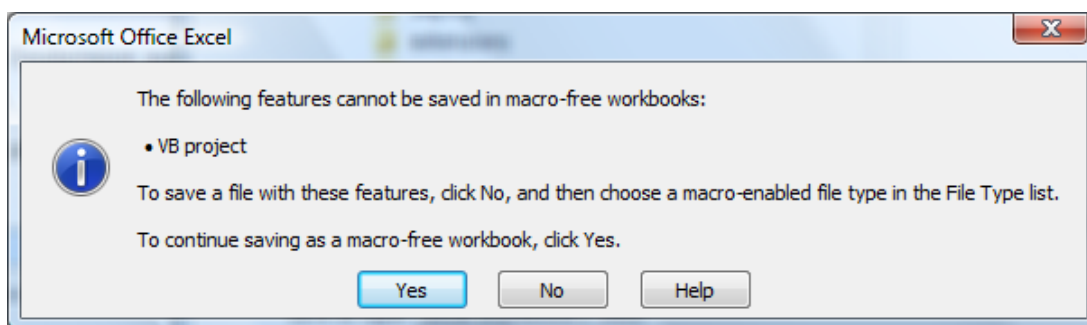 Microsoft Office Excel
The following features cannot be saved in macro-free workbooks:
• VB project
To save a file with these features, click No, and then choose a macro-enabled file type in the File Type list.
To continue saving as a macro-free workbook, click Yes.
Yes No Help